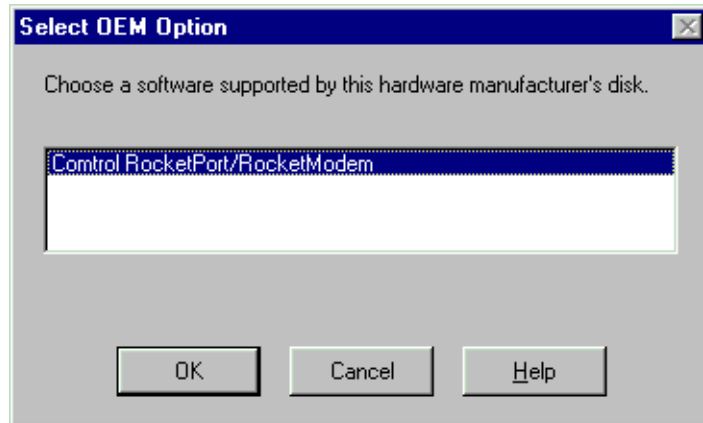 Select OEM Option
Choose a software supported by this hardware manufacturer's disk.
Comtrol RocketPort/RocketModem
OK Cancel Help